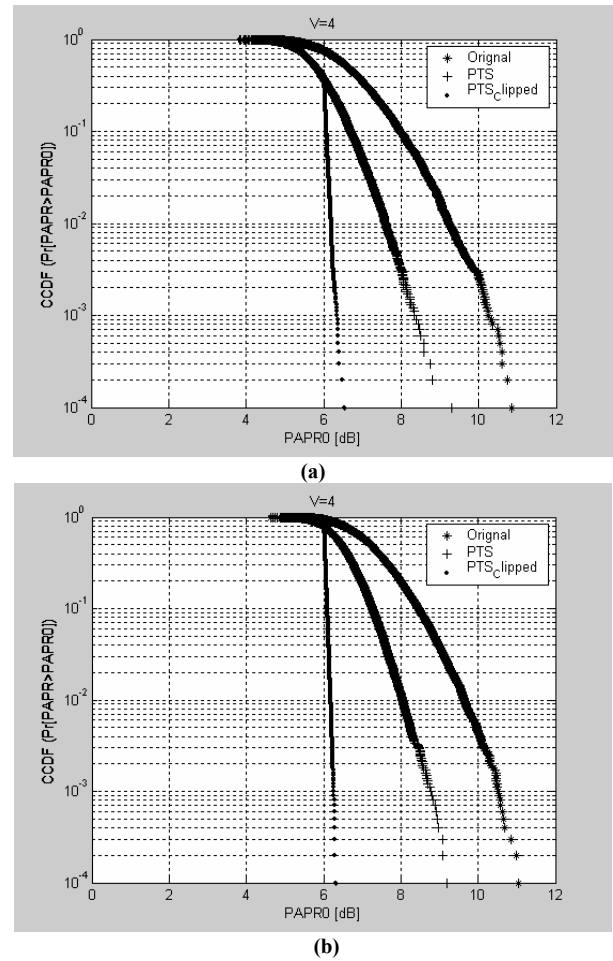 V=4
10^0
10^-1
10^-2
10^-3
10^-4
CCDF (Pr[PAPR>PAPR0])
Orignal
PTS
PTS_Clipped
0 2 4 6 8 10 12
PAPR0 [dB]
(a)
V=4
10^0
10^-1
10^-2
10^-3
10^-4
CCDF (Pr[PAPR>PAPR0])
Orignal
PTS
PTS_Clipped
0 2 4 6 8 10 12
PAPR0 [dB]
(b)